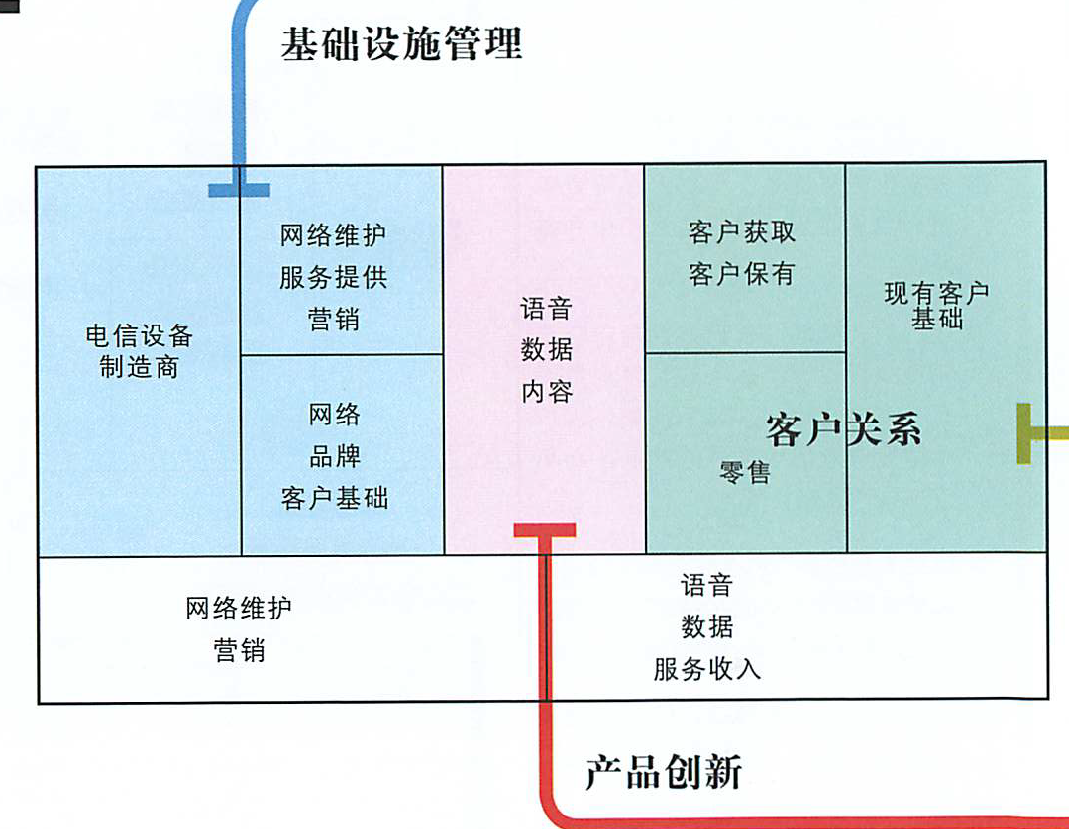 基础设施管理
电信设备
制造商
网络维护
服务提供
营销
网络
品牌
客户基础
语音
数据
内容
客户获取
客户保有
零售
现有客户
基础
客户关系
网络维护
营销
语音
数据
服务收入
产品创新